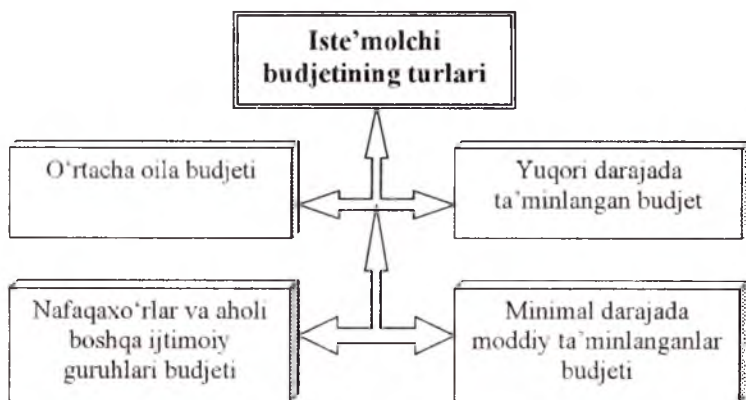 Iste’molchi
budjetining turlari
O‘rtacha oila budjeti
Yuqori darajada
ta’minlangan budjet
Nafaqaxo‘rlar va aholi
boshqa ijtimoiy
guruhlari budjeti
Minimal darajada
moddiy ta’minlanganlar
budjeti